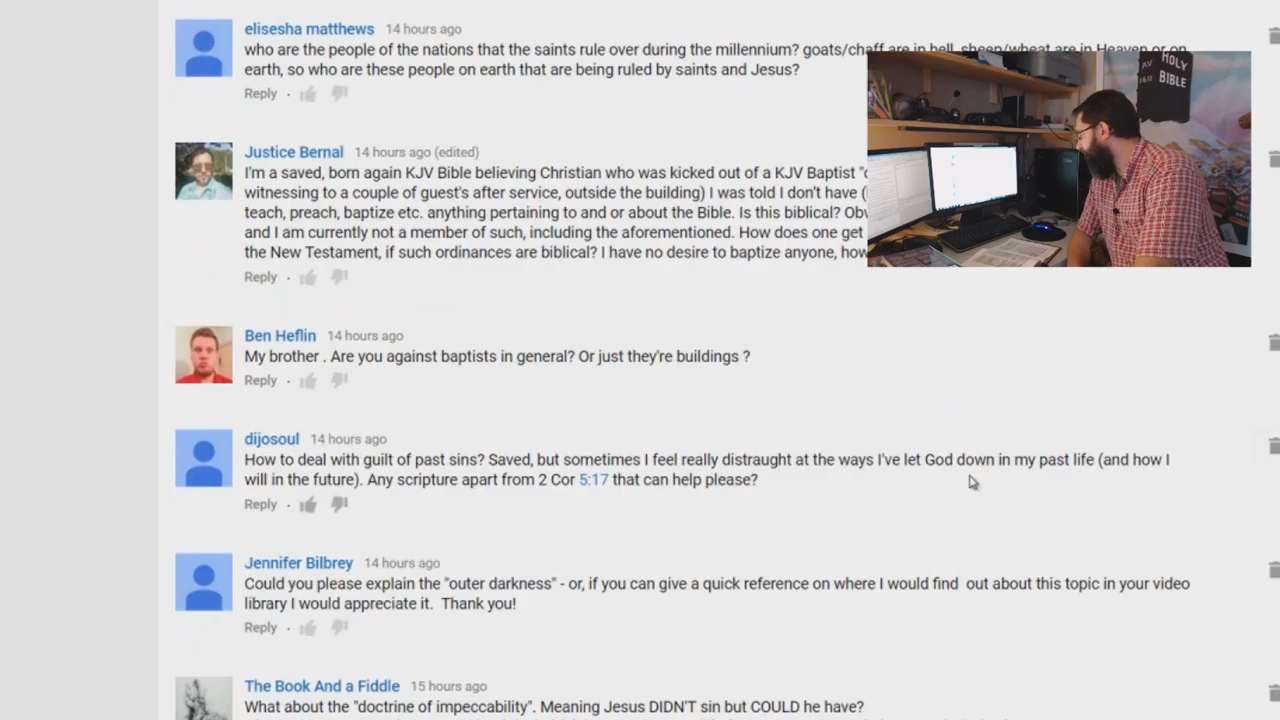 elisesha matthews 14 hours ago
who are the people of the nations that the saints rule over during the millennium? goats/chaff are in hell, sheep/wheat are in Heaven or on
earth, so who are these people on earth that are being ruled by saints and Jesus?
Reply
HOLY
BIBLE
AV
1611
Justice Bernal 14 hours ago (edited)
I'm a saved, born again KJV Bible believing Christian who was kicked out of a KJV Baptist
witnessing to a couple of guest's after service, outside the building) I was told I don't have
teach, preach, baptize etc. anything pertaining to and or about the Bible. Is this biblical?
and I am currently not a member of such, including the aforementioned. How does one get
the New Testament, if such ordinances are biblical? I have no desire to baptize anyone,
Reply
Ben Heflin 14 hours ago
My brother . Are you against baptists in general? Or just they're buildings ?
Reply
dijosoul 14 hours ago
How to deal with guilt of past sins? Saved, but sometimes I feel really distraught at the ways I've let God down in my past life (and how I
will in the future). Any scripture apart from 2 Cor 5:17 that can help please?
Reply
Jennifer Bilbrey 14 hours ago
Could you please explain the "outer darkness" - or, if you can give a quick reference on where I would find out about this topic in your video
library I would appreciate it. Thank you!
Reply
The Book And a Fiddle 15 hours ago
What about the "doctrine of impeccability". Meaning Jesus DIDN'T sin but COULD he have?